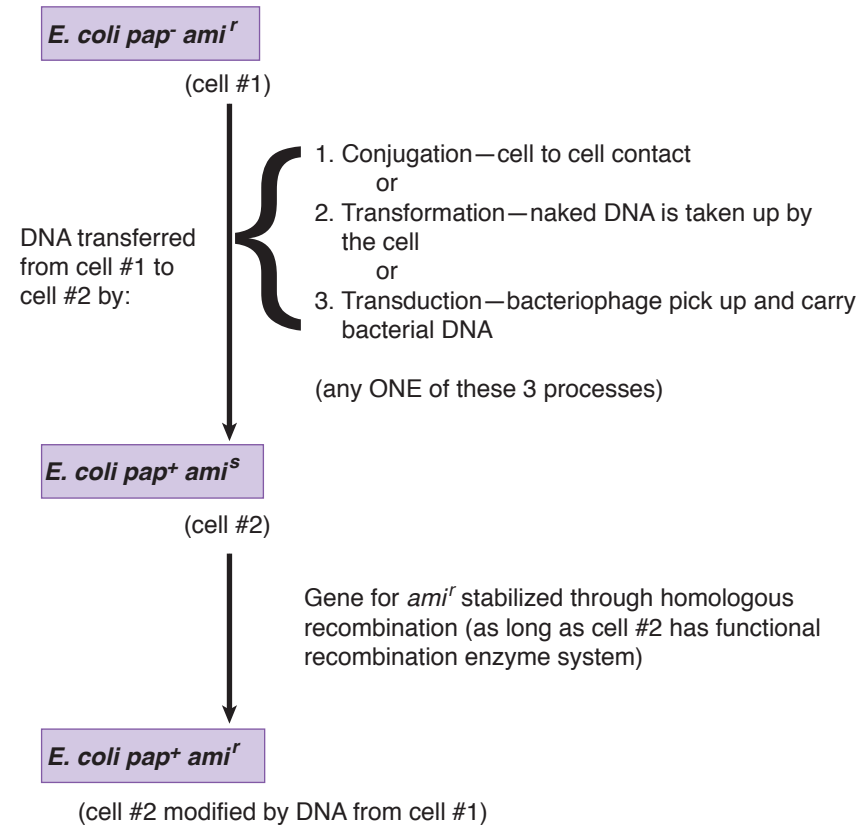 E. coli pap- ami^r
(cell #1)
DNA transferred
from cell #1 to
cell #2 by:
1. Conjugation—cell to cell contact
or
2. Transformation—naked DNA is taken up by
the cell
or
3. Transduction—bacteriophage pick up and carry
bacterial DNA
(any ONE of these 3 processes)
E. coli pap+ ami^s
(cell #2)
Gene for ami^r stabilized through homologous
recombination (as long as cell #2 has functional
recombination enzyme system)
E. coli pap+ ami^r
(cell #2 modified by DNA from cell #1)